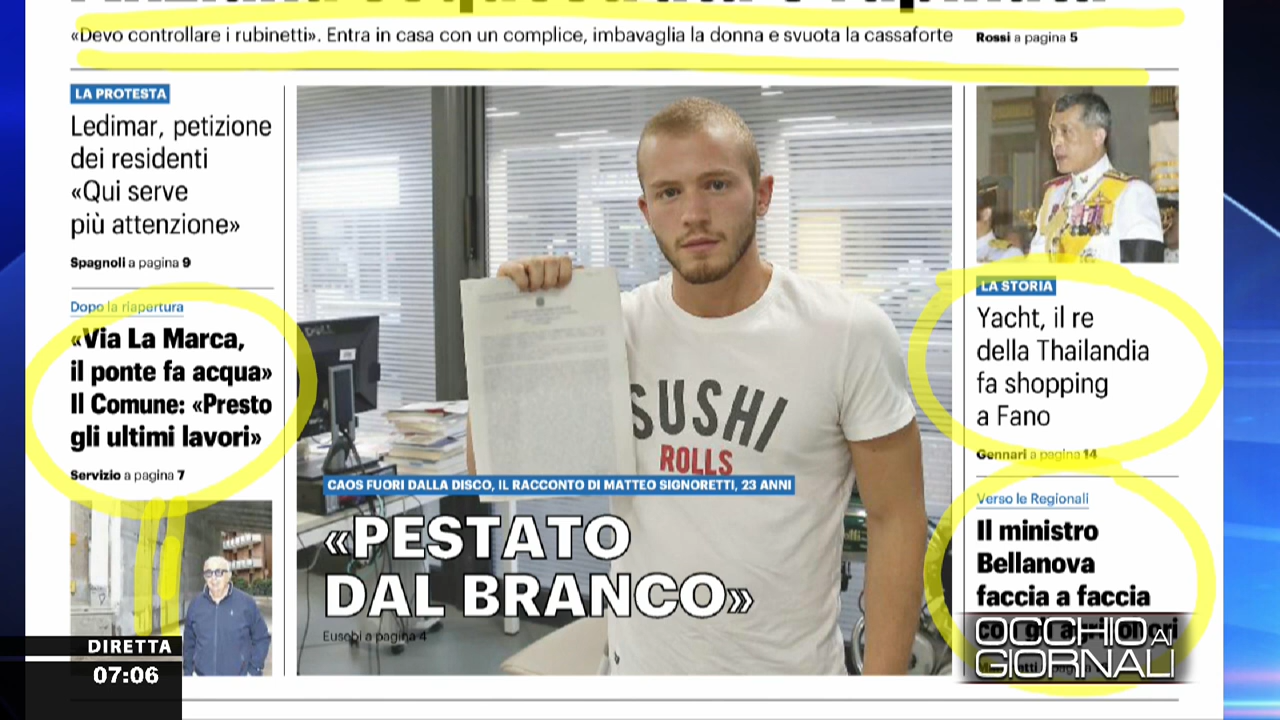 «Devo controllare i rubinetti». Entra in casa con un complice, imbavaglia la donna e svuota la cassaforte
Rossi a pagina 5
LA PROTESTA
Ledimar, petizione
dei residenti
«Qui serve
più attenzione»
Spagnoli a pagina 9
Dopo la riapertura
«Via La Marca,
il ponte fa acqua»
Il Comune: «Presto
gli ultimi lavori»
Servizio a pagina 7
DELL
SUSHI
ROLLS
CAOS FUORI DALLA DISCO, IL RACCONTO DI MATTEO SIGNORETTI, 23 ANNI
«PESTATO
DAL BRANCO»
Eusebi a pagina 4
LA STORIA
Yacht, il re
della Thailandia
fa shopping
a Fano
Gennari a pagina 14
Verso le Regionali
Il ministro
Bellanova
faccia a faccia
OCCHIO AI
GIORNALI
DIRETTA
07:06